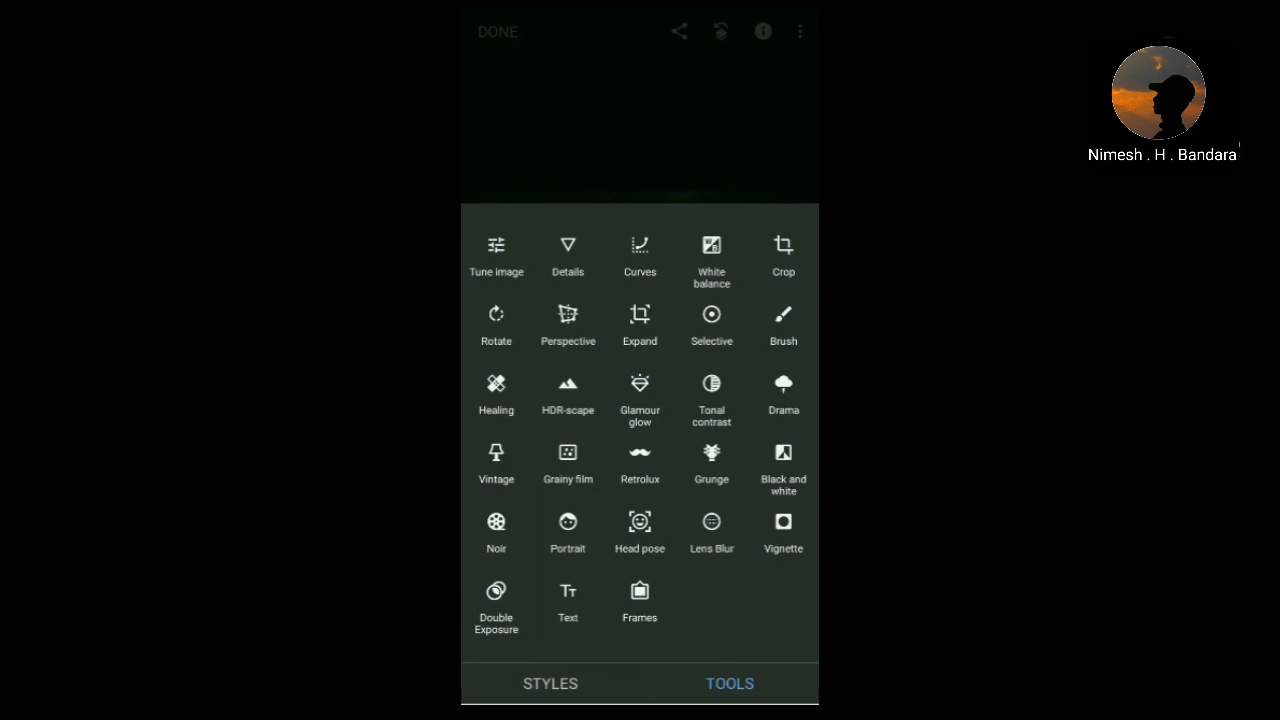 DONE
Nimesh . H . Bandara
Tune image
Details
Curves
White
balance
Crop
Rotate
Perspective
Expand
Selective
Brush
Healing
HDR-scape
Glamour
glow
Tonal
contrast
Drama
Vintage
Grainy film
Retrolux
Grunge
Black and
white
Noir
Portrait
Head pose
Lens Blur
Vignette
Double
Exposure
Text
Frames
STYLES
TOOLS